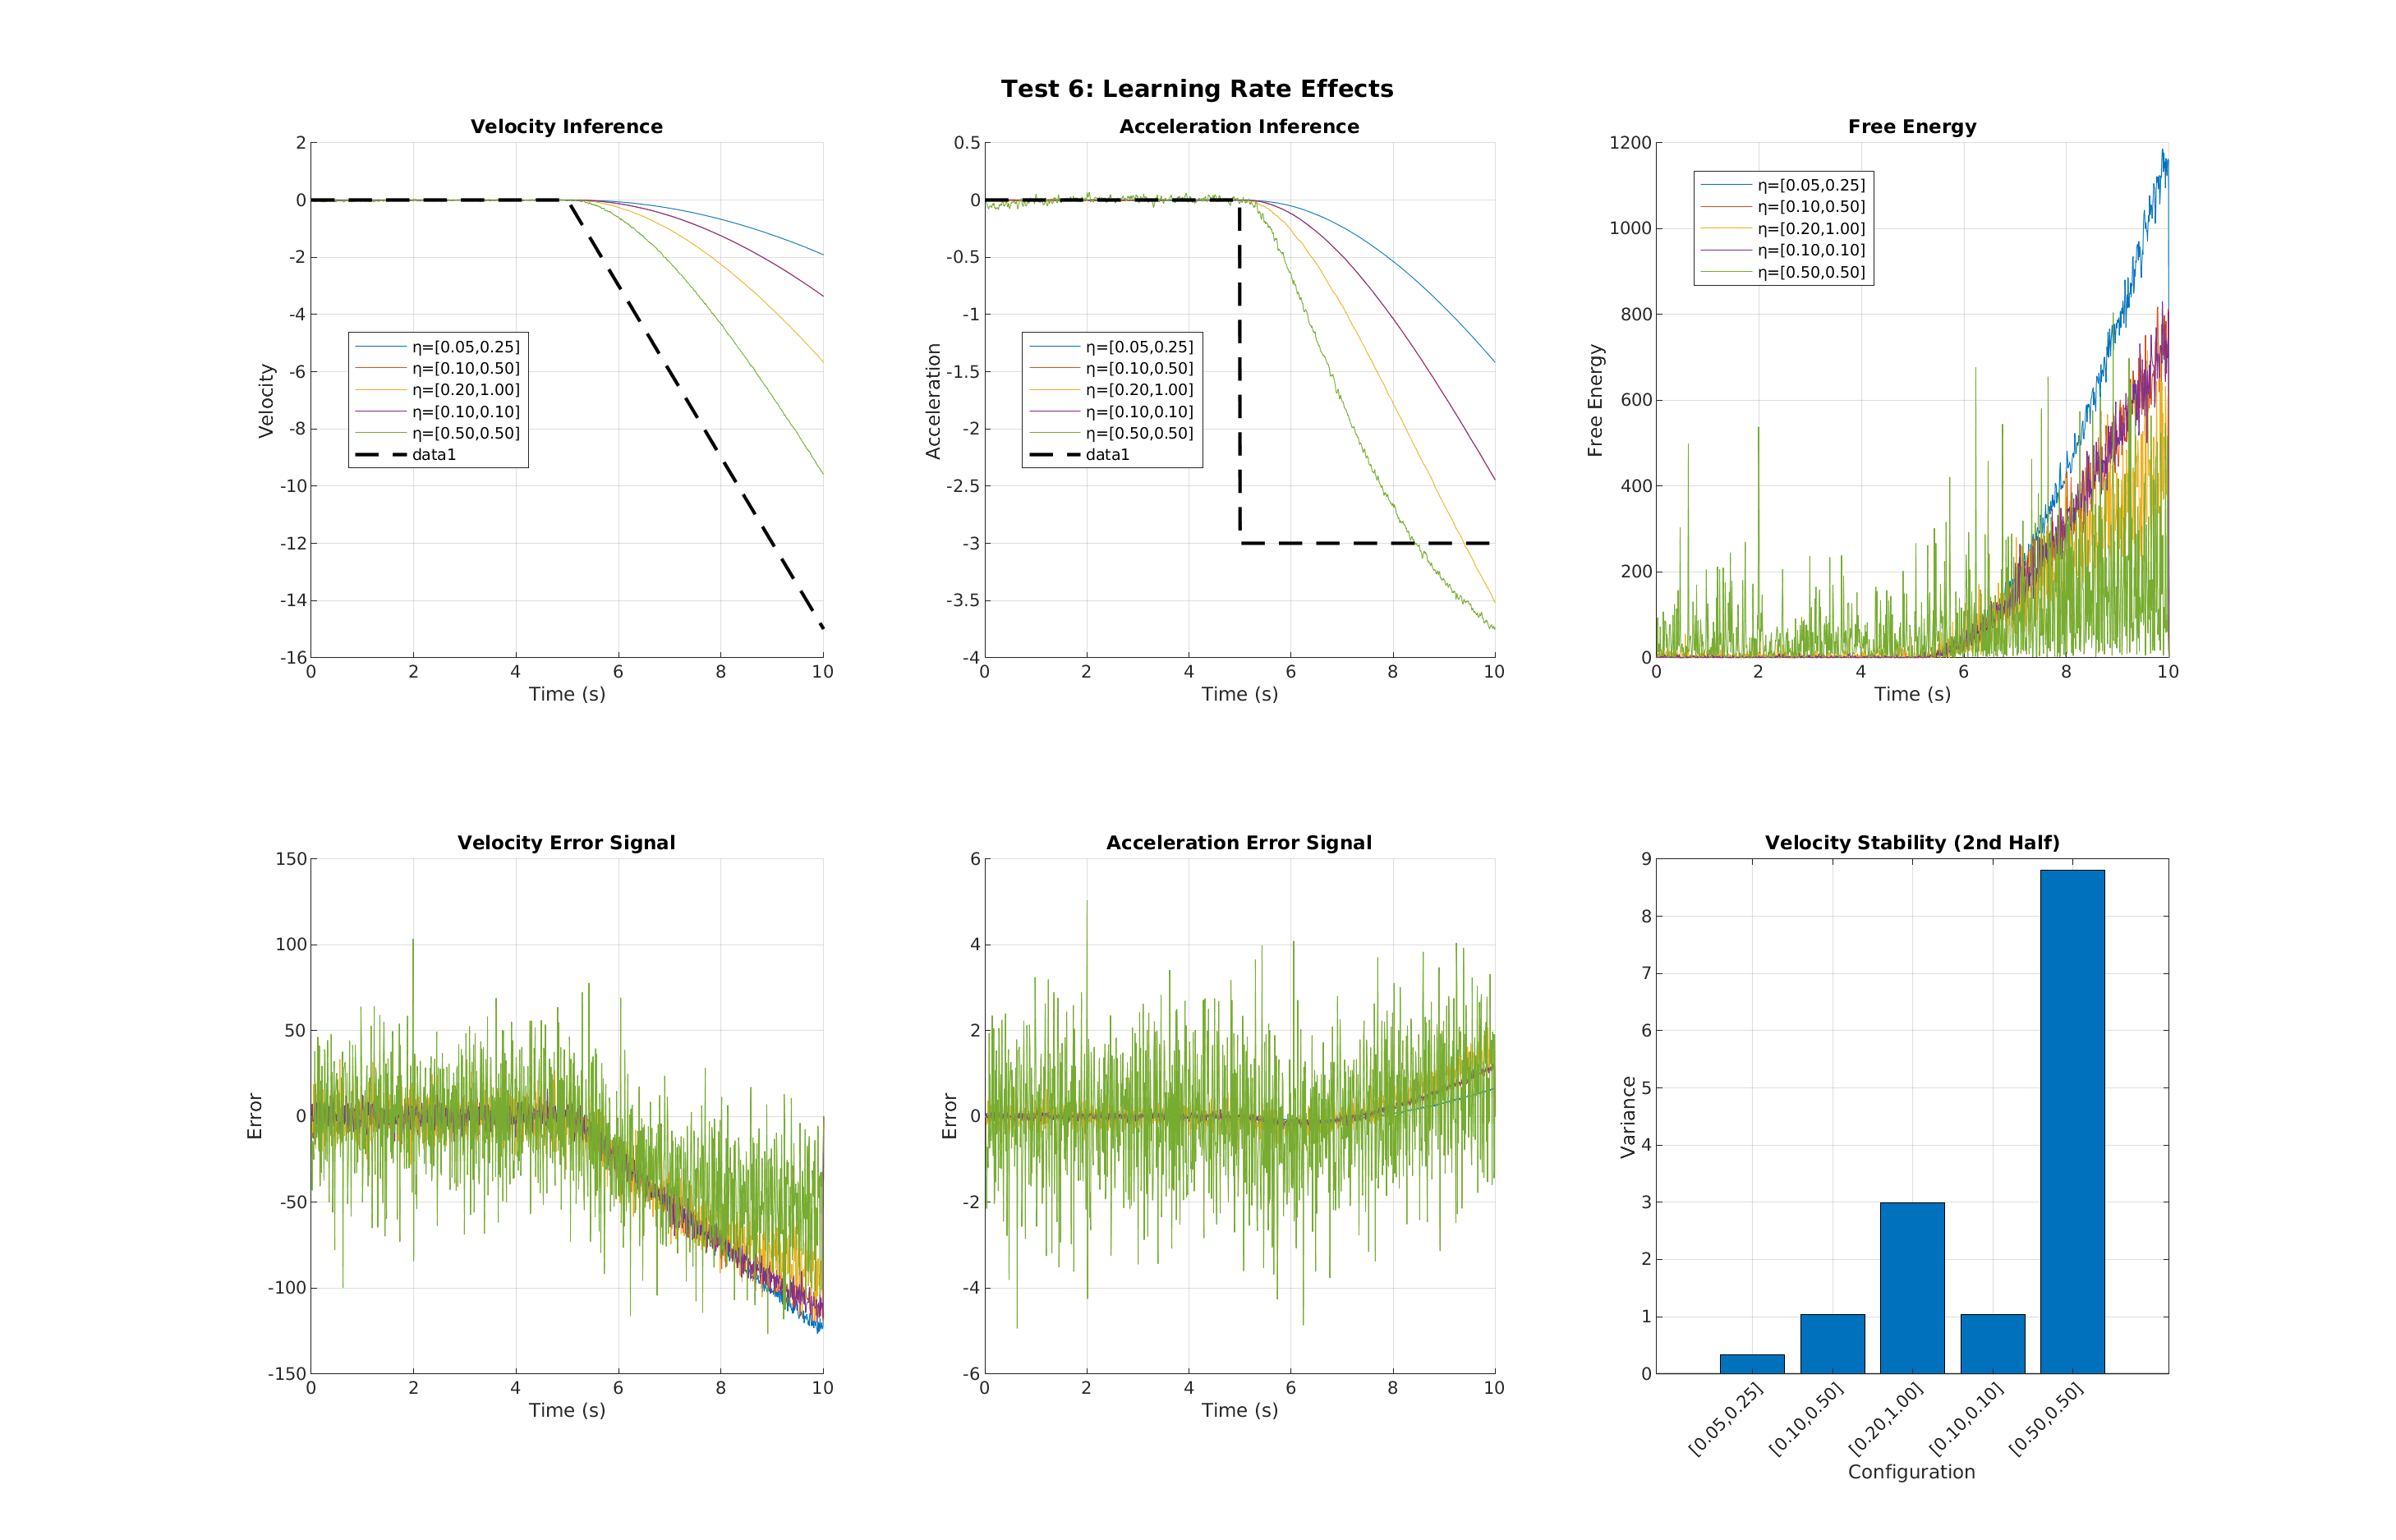 Test 6: Learning Rate Effects
Velocity Inference
2
0
-2
-4
-6
-8
-10
-12
-14
-16
0 2 4 6 8 10
Velocity
Time (s)
η=[0.05,0.25]
η=[0.10,0.50]
η=[0.20,1.00]
η=[0.10,0.10]
η=[0.50,0.50]
data1
Acceleration Inference
0.5
0
-0.5
-1
-1.5
-2
-2.5
-3
-3.5
-4
0 2 4 6 8 10
Acceleration
Time (s)
η=[0.05,0.25]
η=[0.10,0.50]
η=[0.20,1.00]
η=[0.10,0.10]
η=[0.50,0.50]
data1
Free Energy
1200
1000
800
600
400
200
0
0 2 4 6 8 10
Free Energy
Time (s)
η=[0.05,0.25]
η=[0.10,0.50]
η=[0.20,1.00]
η=[0.10,0.10]
η=[0.50,0.50]
Velocity Error Signal
150
100
50
0
-50
-100
-150
0 2 4 6 8 10
Error
Time (s)
Acceleration Error Signal
6
4
2
0
-2
-4
-6
0 2 4 6 8 10
Error
Time (s)
Velocity Stability (2nd Half)
9
8
7
6
5
4
3
2
1
0
Variance
[0.05,0.25]
[0.10,0.50]
[0.20,1.00]
[0.10,0.10]
[0.50,0.50]
Configuration